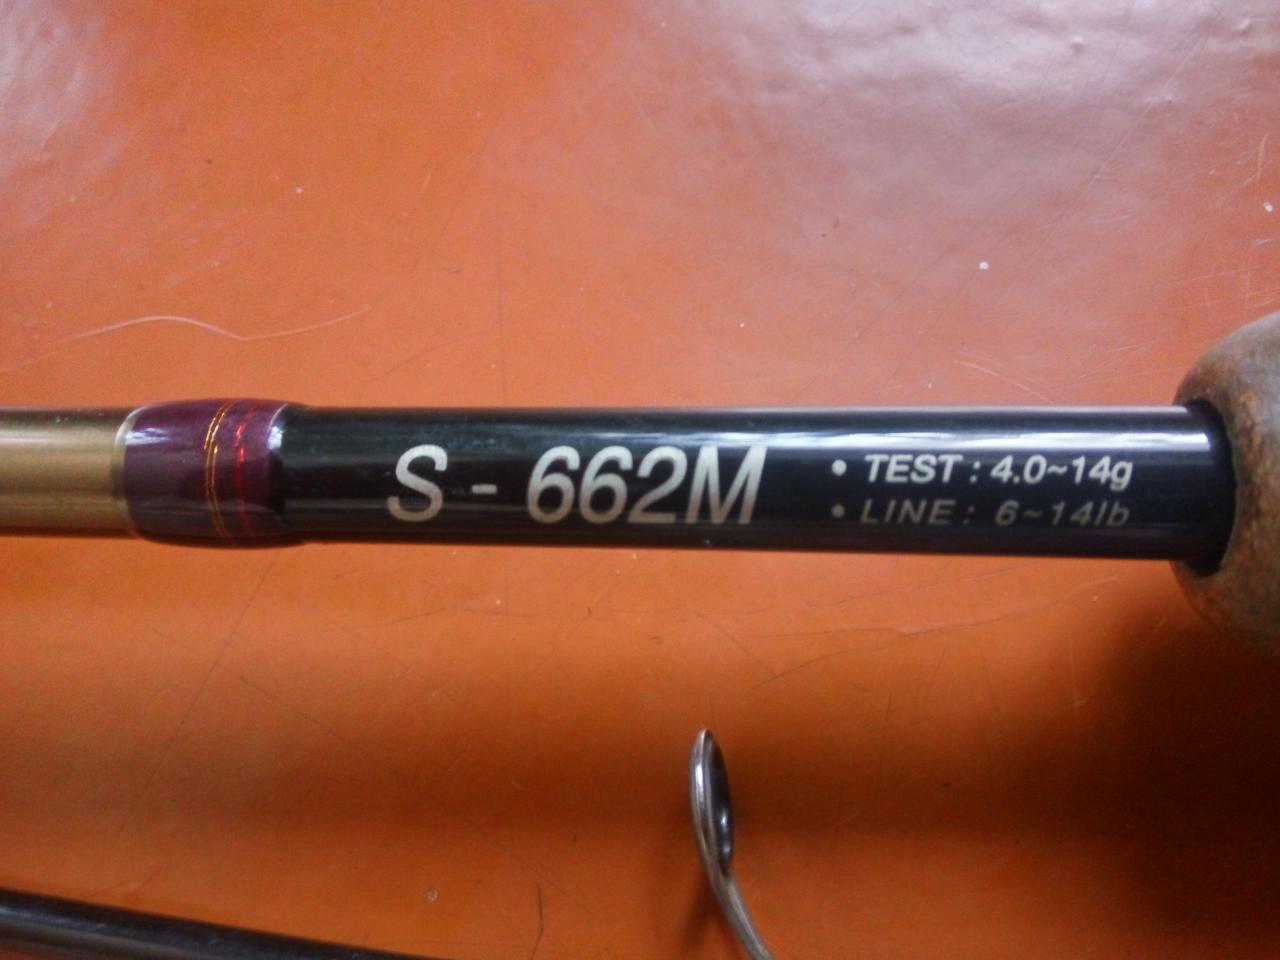 S - 662M
• TEST : 4.0~14g
• LINE : 6~14lb